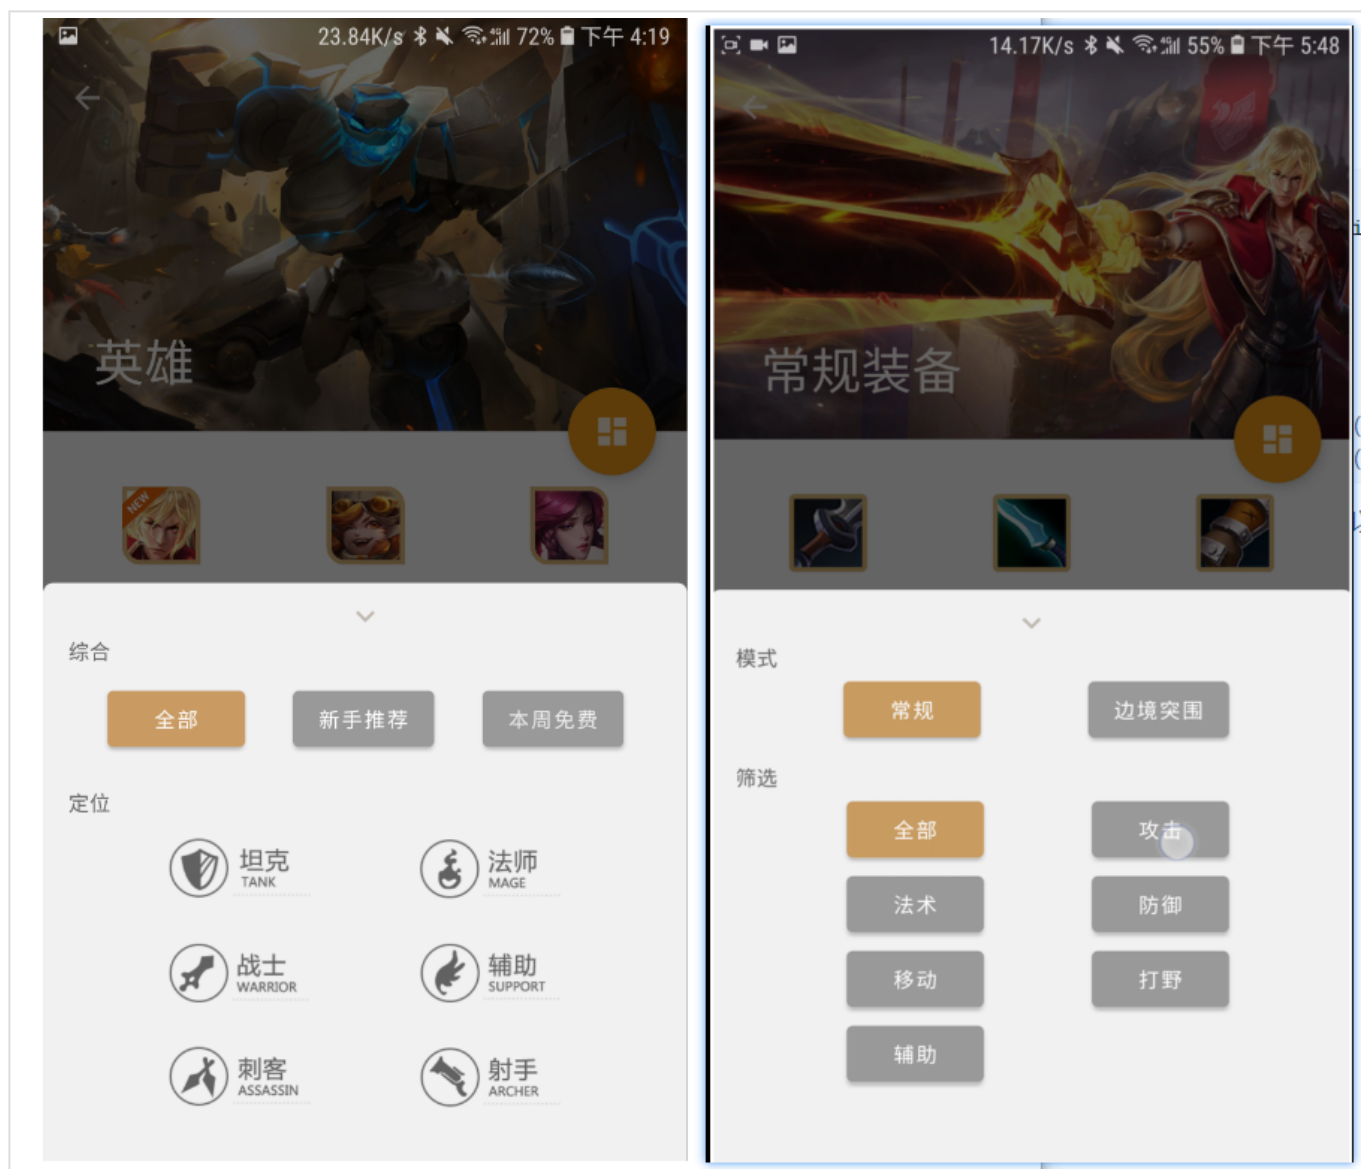 23.84K/s 72% 下午 4:19
英雄
NEW
综合
全部
新手推荐
本周免费
定位
坦克
TANK
法师
MAGE
战士
WARRIOR
辅助
SUPPORT
刺客
ASSASSIN
射手
ARCHER
14.17K/s 55% 下午 5:48
常规装备
模式
常规
边境突围
筛选
全部
攻击
法术
防御
移动
打野
辅助